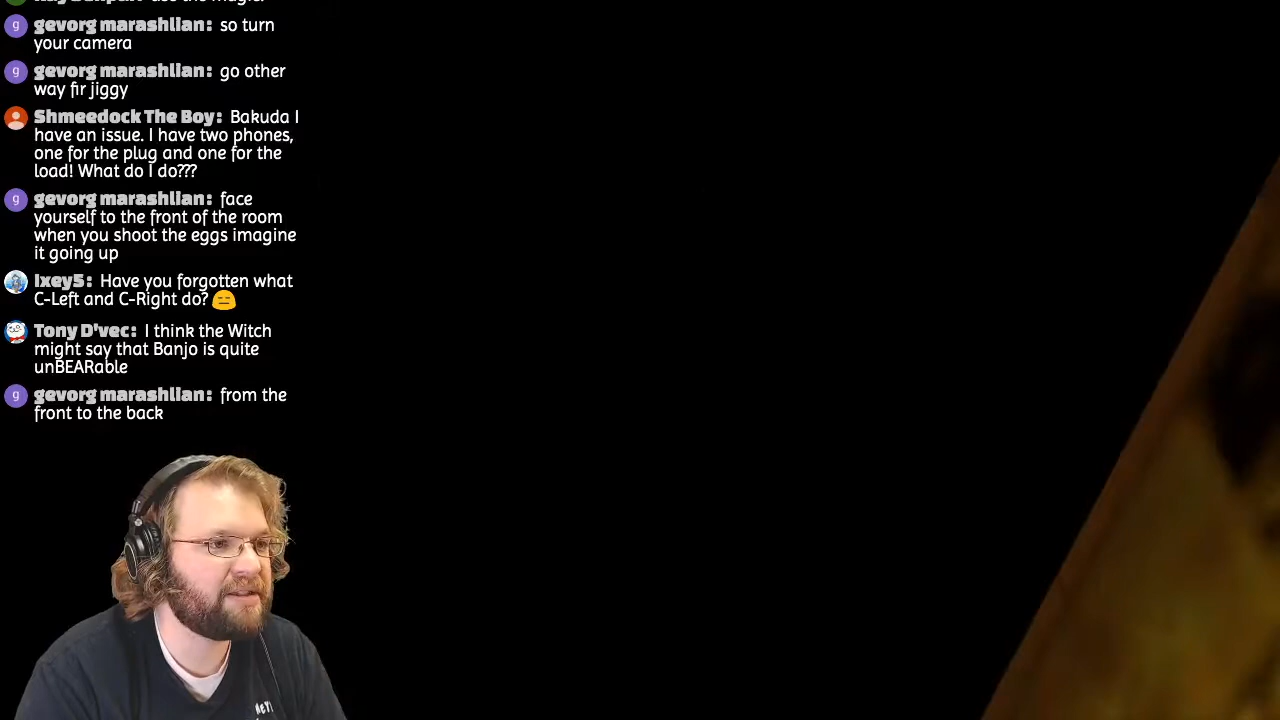 gevorg marashlian: so turn
your camera
gevorg marashlian: go other
way fir jiggy
Shmeedock The Boy: Bakuda I
have an issue. I have two phones,
one for the plug and one for the
load! What do I do???
gevorg marashlian: face
yourself to the front of the room
when you shoot the eggs imagine
it going up
Ixey5: Have you forgotten what
C-Left and C-Right do?
Tony D'vec: I think the Witch
might say that Banjo is quite
unBEARable
gevorg marashlian: from the
front to the back